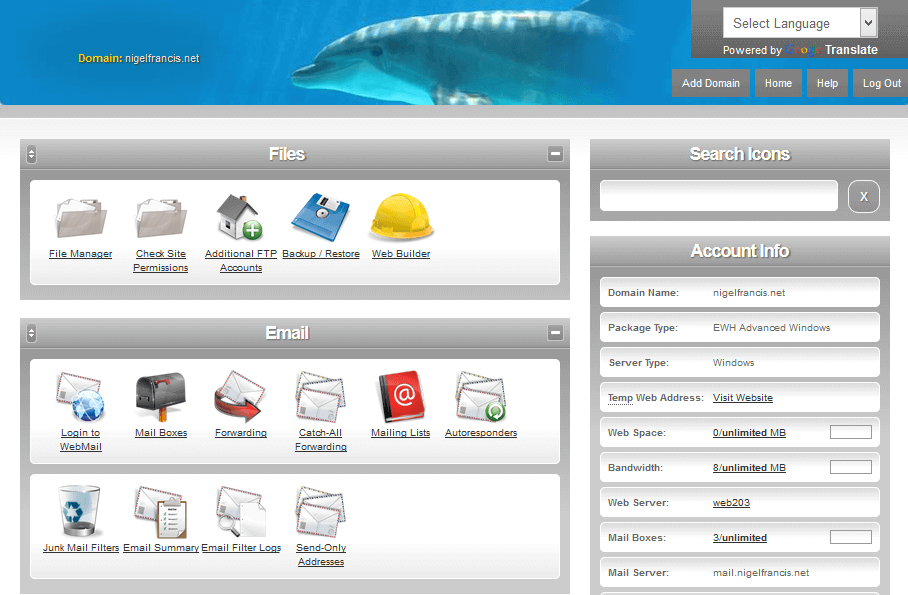 Select Language
Powered by Google Translate
Domain: nigelfrancis.net
Add Domain
Home
Help
Log Out
Files
File Manager
Check Site
Permissions
Additional FTP
Accounts
Backup / Restore
Web Builder
Email
Login to
WebMail
Mail Boxes
Forwarding
Catch-All
Forwarding
@
Mailing Lists
Autoresponders
Junk Mail Filters
Email Summary
Email Filter Logs
Send-Only
Addresses
Search Icons
X
Account Info
Domain Name: nigelfrancis.net
Package Type: EWH Advanced Windows
Server Type: Windows
Temp Web Address: Visit Website
Web Space: 0/unlimited MB
Bandwidth: 8/unlimited MB
Web Server: web203
Mail Boxes: 3/unlimited
Mail Server: mail.nigelfrancis.net